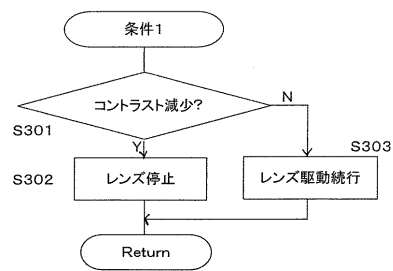 条件1
コントラスト減少?
N
S301
Y
S303
S302
レンズ停止
レンズ駆動続行
Return